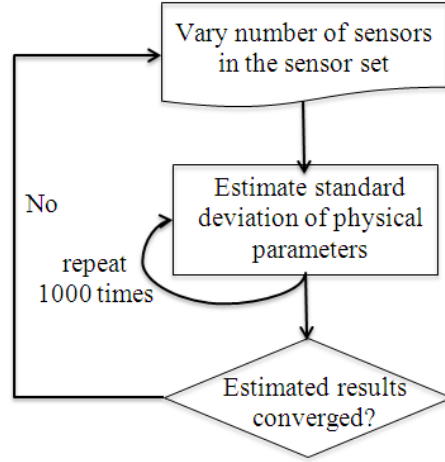 Vary number of sensors
in the sensor set
Estimate standard
deviation of physical
parameters
No
repeat
1000 times
Estimated results
converged?